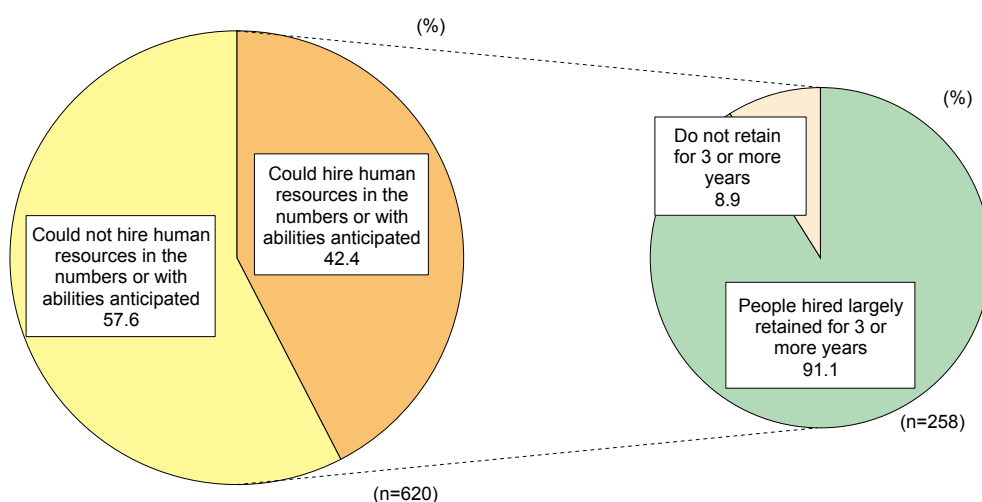 (%)
Could hire human
resources in the
numbers or with
abilities anticipated
42.4
Could not hire human
resources in the
numbers or with
abilities anticipated
57.6
(n=620)
(%)
Do not retain
for 3 or more
years
8.9
People hired largely
retained for 3 or
more years
91.1
(n=258)